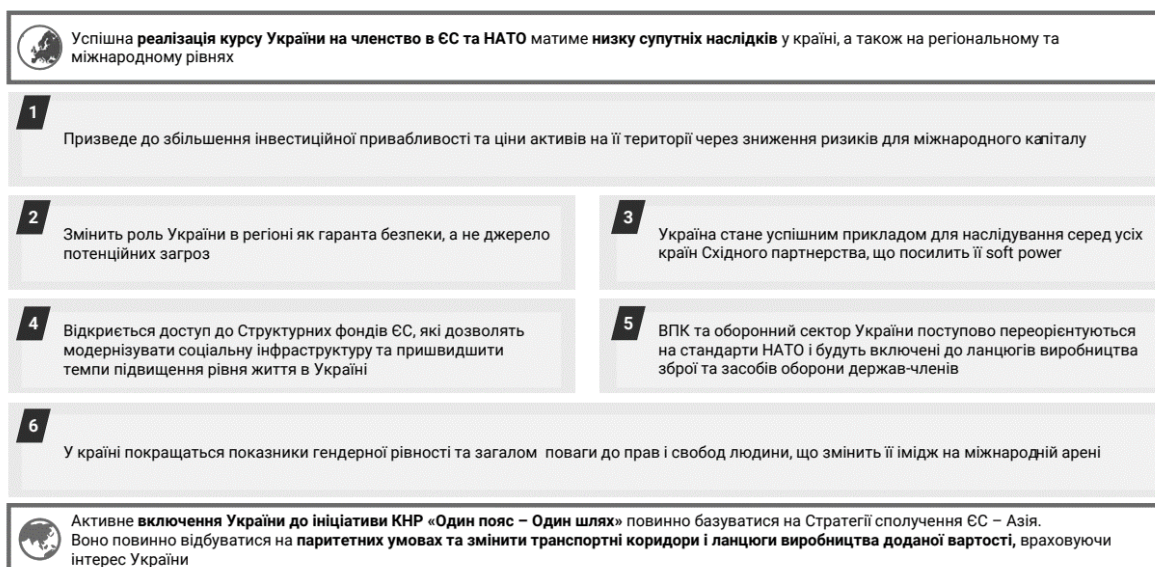 Успішна реалізація курсу України на членство в ЄС та НАТО матиме низку супутніх наслідків у країні, а також на регіональному та
міжнародному рівнях
1
Призведе до збільшення інвестиційної привабливості та ціни активів на її території через зниження ризиків для міжнародного капіталу
2
Змінить роль України в регіоні як гаранта безпеки, а не джерело
потенційних загроз
3
Україна стане успішним прикладом для наслідування серед усіх
країн Східного партнерства, що посилить її soft power
4
Відкриється доступ до Структурних фондів ЄС, які дозволять
модернізувати соціальну інфраструктуру та пришвидшити
темпи підвищення рівня життя в Україні
5
ВПК та оборонний сектор України поступово переорієнтуються
на стандарти НАТО і будуть включені до ланцюгів виробництва
зброї та засобів оборони держав-членів
6
У країні покращаться показники гендерної рівності та загалом поваги до прав і свобод людини, що змінить її імідж на міжнародній арені
Активне включення України до ініціативи КНР «Один пояс – Один шлях» повинно базуватися на Стратегії сполучення ЄС – Азія.
Воно повинно відбуватися на паритетних умовах та змінити транспортні коридори і ланцюги виробництва доданої вартості, враховуючи
інтерес України